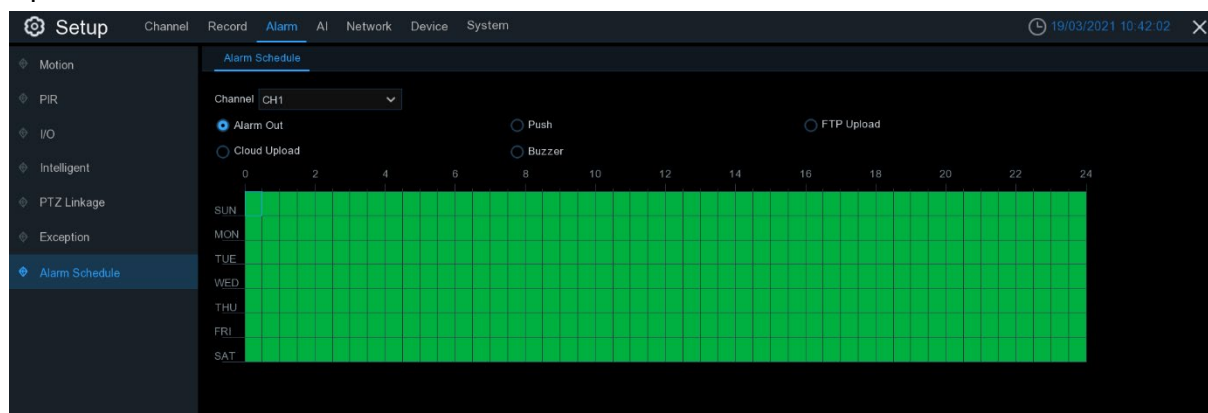 Setup Channel Record Alarm AI Network Device System 19/03/2021 10:42:02
Motion
PIR
I/O
Intelligent
PTZ Linkage
Exception
Alarm Schedule
Alarm Schedule
Channel CH1
Alarm Out Push FTP Upload
Cloud Upload Buzzer
0 2 4 6 8 10 12 14 16 18 20 22 24
SUN
MON
TUE
WED
THU
FRI
SAT